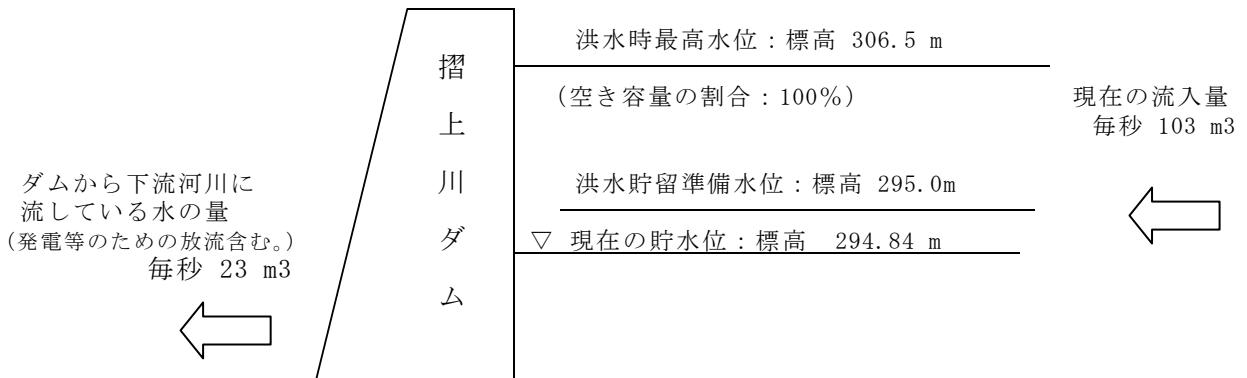 洪水時最高水位：標高 306.5 m
(空き容量の割合：100%)
現在の流入量
毎秒 103 m3
摺上川ダム
洪水貯留準備水位：標高 295.0m
▽ 現在の貯水位：標高 294.84 m
ダムから下流河川に
流している水の量
(発電等のための放流含む。)
毎秒 23 m3